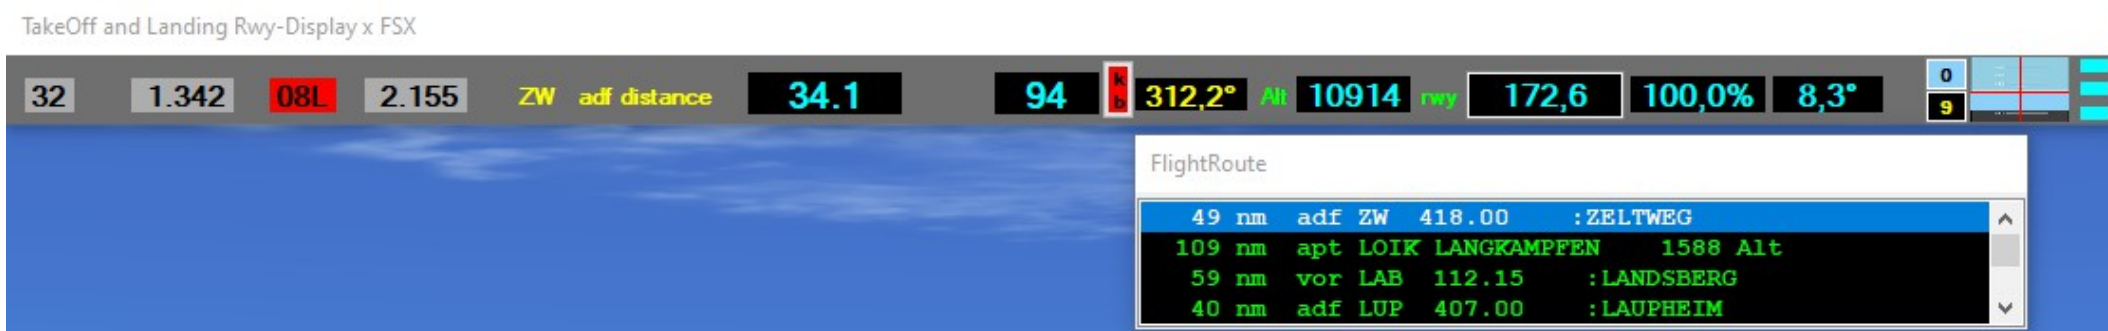 TakeOff and Landing Rwy-Display x FSX
32 1.342 08L 2.155 ZW adf distance 34.1 94 k b 312,2° Alt 10914 rwy 172,6 100,0% 8,3° 0 9
FlightRoute
49 nm adf ZW 418.00 :ZELTWEG
109 nm apt LOIK LANGKAMPFEN 1588 Alt
59 nm vor LAB 112.15 :LANDSBERG
40 nm adf LUP 407.00 :LAUPHEIM